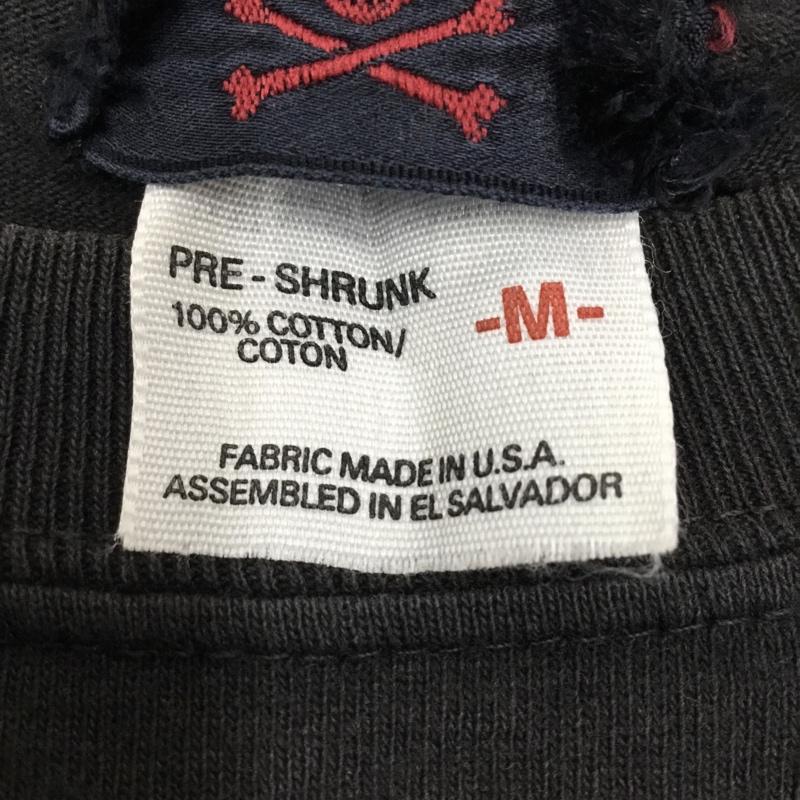 PRE-SHRUNK
100% COTTON/
COTON
-M-
FABRIC MADE IN U.S.A.
ASSEMBLED IN EL SALVADOR